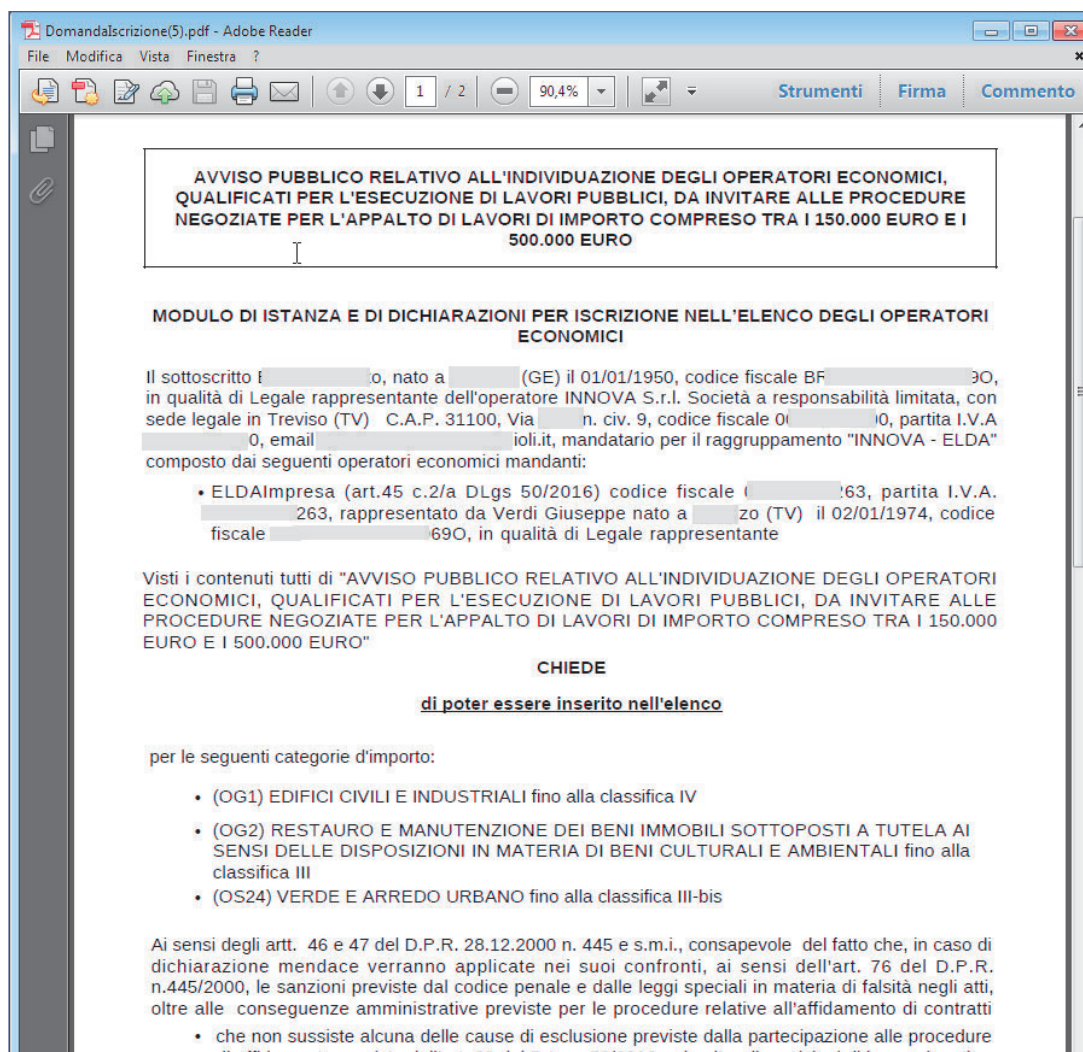 DomandaIscrizione(5).pdf - Adobe Reader
File Modifica Vista Finestra ?
1 / 2 90,4% Strumenti Firma Commento
AVVISO PUBBLICO RELATIVO ALL'INDIVIDUAZIONE DEGLI OPERATORI ECONOMICI,
QUALIFICATI PER L'ESECUZIONE DI LAVORI PUBBLICI, DA INVITARE ALLE PROCEDURE
NEGOZIATE PER L'APPALTO DI LAVORI DI IMPORTO COMPRESO TRA I 150.000 EURO E I
500.000 EURO
MODULO DI ISTANZA E DI DICHIARAZIONI PER ISCRIZIONE NELL'ELENCO DEGLI OPERATORI
ECONOMICI
Il sottoscritto o, nato a (GE) il 01/01/1950, codice fiscale BR 9O,
in qualità di Legale rappresentante dell'operatore INNOVA S.r.l. Società a responsabilità limitata, con
sede legale in Treviso (TV) C.A.P. 31100, Via n. civ. 9, codice fiscale 0 0, partita I.V.A
0, email ioli.it, mandatario per il raggruppamento "INNOVA - ELDA"
composto dai seguenti operatori economici mandanti:
• ELDAImpresa (art.45 c.2/a DLgs 50/2016) codice fiscale 263, partita I.V.A.
263, rappresentato da Verdi Giuseppe nato a zo (TV) il 02/01/1974, codice
fiscale 69O, in qualità di Legale rappresentante
Visti i contenuti tutti di "AVVISO PUBBLICO RELATIVO ALL'INDIVIDUAZIONE DEGLI OPERATORI
ECONOMICI, QUALIFICATI PER L'ESECUZIONE DI LAVORI PUBBLICI, DA INVITARE ALLE
PROCEDURE NEGOZIATE PER L'APPALTO DI LAVORI DI IMPORTO COMPRESO TRA I 150.000
EURO E I 500.000 EURO"
CHIEDE
di poter essere inserito nell'elenco
per le seguenti categorie d'importo:
• (OG1) EDIFICI CIVILI E INDUSTRIALI fino alla classifica IV
• (OG2) RESTAURO E MANUTENZIONE DEI BENI IMMOBILI SOTTOPOSTI A TUTELA AI
SENSI DELLE DISPOSIZIONI IN MATERIA DI BENI CULTURALI E AMBIENTALI fino alla
classifica III
• (OS24) VERDE E ARREDO URBANO fino alla classifica III-bis
Ai sensi degli artt. 46 e 47 del D.P.R. 28.12.2000 n. 445 e s.m.i., consapevole del fatto che, in caso di
dichiarazione mendace verranno applicate nei suoi confronti, ai sensi dell'art. 76 del D.P.R.
n.445/2000, le sanzioni previste dal codice penale e dalle leggi speciali in materia di falsità negli atti,
oltre alle conseguenze amministrative previste per le procedure relative all'affidamento di contratti
• che non sussiste alcuna delle cause di esclusione previste dalla partecipazione alle procedure